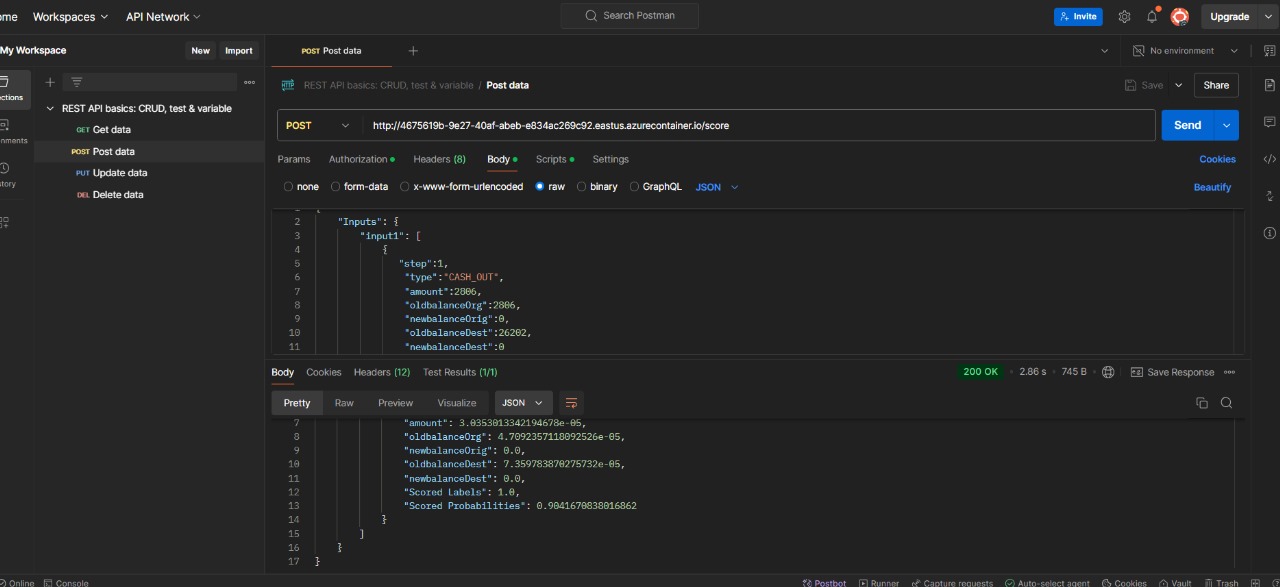 ome Workspaces API Network Search Postman Invite Upgrade
My Workspace New Import POST Post data No environment
REST API basics: CRUD, test & variable / Post data Save Share
ections
REST API basics: CRUD, test & variable
GET Get data
POST Post data
PUT Update data
DEL Delete data
nments
story
POST http://4675619b-9e27-40af-abeb-e834ac269c92.eastus.azurecontainer.io/score Send
Params Authorization Headers (8) Body Scripts Settings Cookies
none form-data x-www-form-urlencoded raw binary GraphQL JSON Beautify
1 {
2 "Inputs": {
3 "input1": [
4 {
5 "step":1,
6 "type":"CASH_OUT",
7 "amount":2806,
8 "oldbalanceOrg":2806,
9 "newbalanceOrig":0,
10 "oldbalanceDest":26202,
11 "newbalanceDest":0
Body Cookies Headers (12) Test Results (1/1) 200 OK 2.86 s 745 B Save Response
Pretty Raw Preview Visualize JSON
7 "amount": 3.0353013342194678e-05,
8 "oldbalanceOrg": 4.7092357118092526e-05,
9 "newbalanceOrig": 0.0,
10 "oldbalanceDest": 7.359783870275732e-05,
11 "newbalanceDest": 0.0,
12 "Scored Labels": 1.0,
13 "Scored Probabilities": 0.9041670838016862
14 }
15 ]
16 }
17 }
Online Console Postbot Runner Capture requests Auto-select agent Cookies Vault Trash